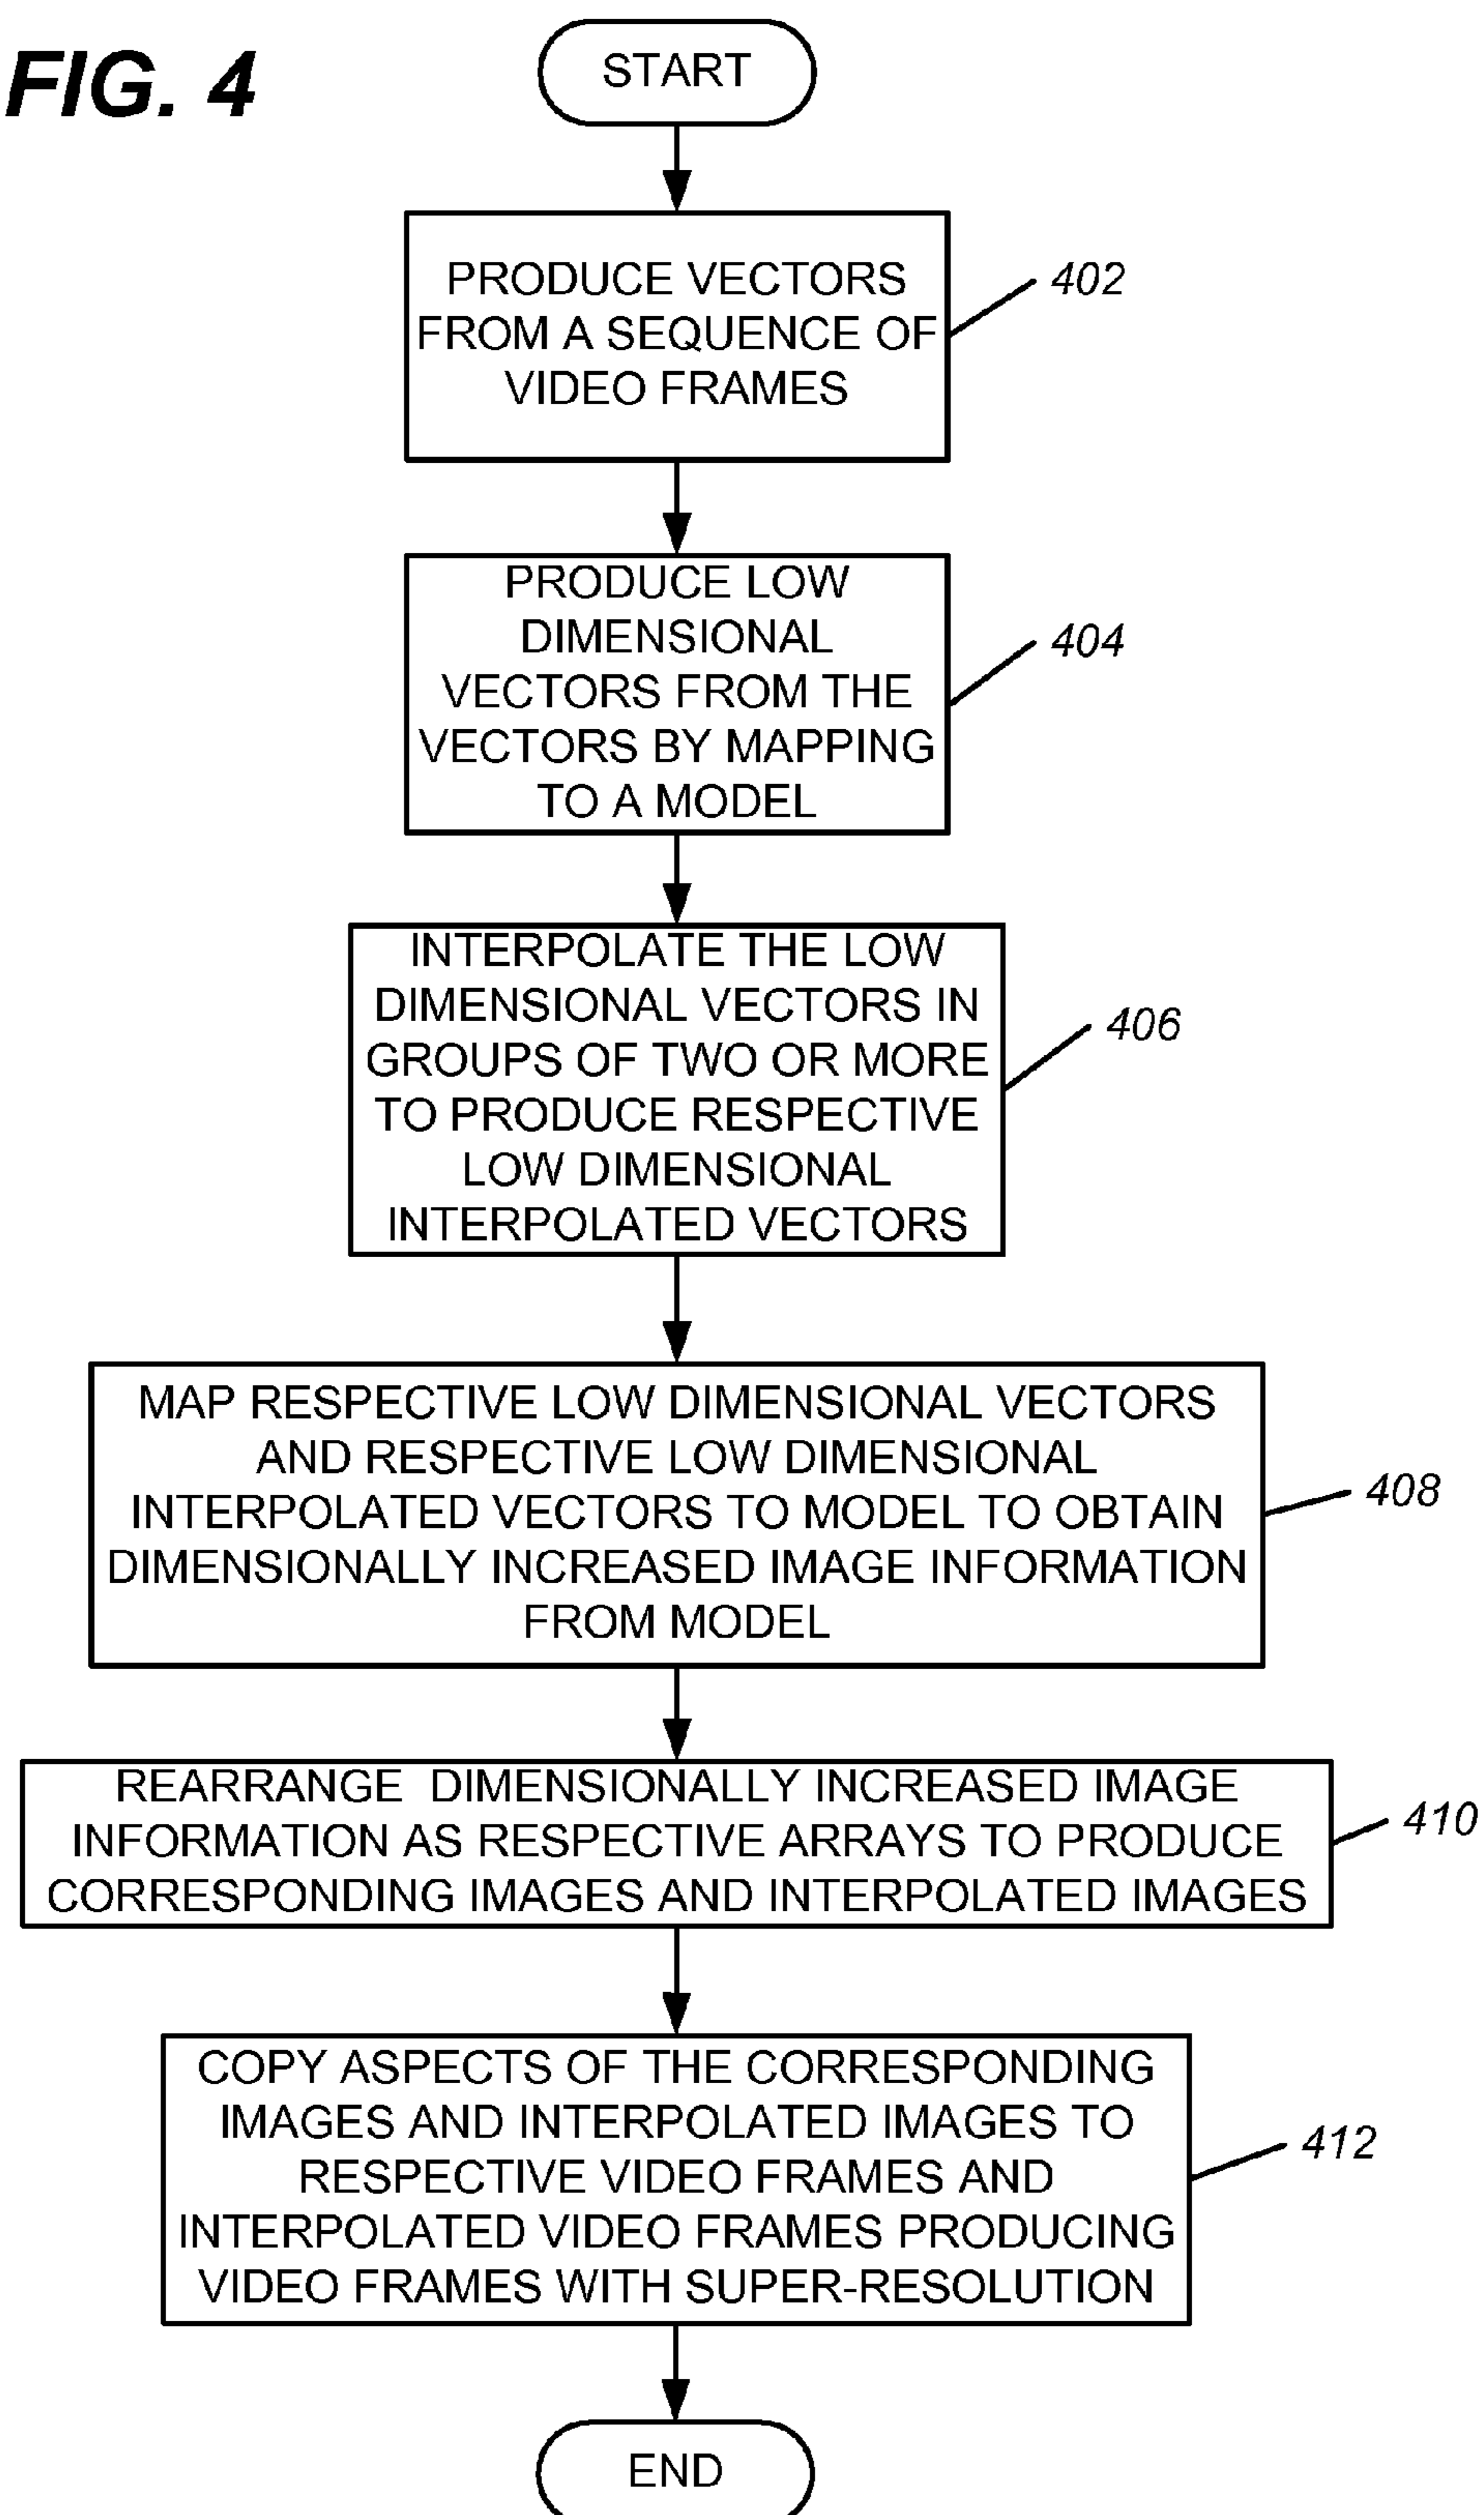 FIG. 4
START
PRODUCE VECTORS
FROM A SEQUENCE OF
VIDEO FRAMES
402
PRODUCE LOW
DIMENSIONAL
VECTORS FROM THE
VECTORS BY MAPPING
TO A MODEL
404
INTERPOLATE THE LOW
DIMENSIONAL VECTORS IN
GROUPS OF TWO OR MORE
TO PRODUCE RESPECTIVE
LOW DIMENSIONAL
INTERPOLATED VECTORS
406
MAP RESPECTIVE LOW DIMENSIONAL VECTORS
AND RESPECTIVE LOW DIMENSIONAL
INTERPOLATED VECTORS TO MODEL TO OBTAIN
DIMENSIONALLY INCREASED IMAGE INFORMATION
FROM MODEL
408
REARRANGE DIMENSIONALLY INCREASED IMAGE
INFORMATION AS RESPECTIVE ARRAYS TO PRODUCE
CORRESPONDING IMAGES AND INTERPOLATED IMAGES
410
COPY ASPECTS OF THE CORRESPONDING
IMAGES AND INTERPOLATED IMAGES TO
RESPECTIVE VIDEO FRAMES AND
INTERPOLATED VIDEO FRAMES PRODUCING
VIDEO FRAMES WITH SUPER-RESOLUTION
412
END